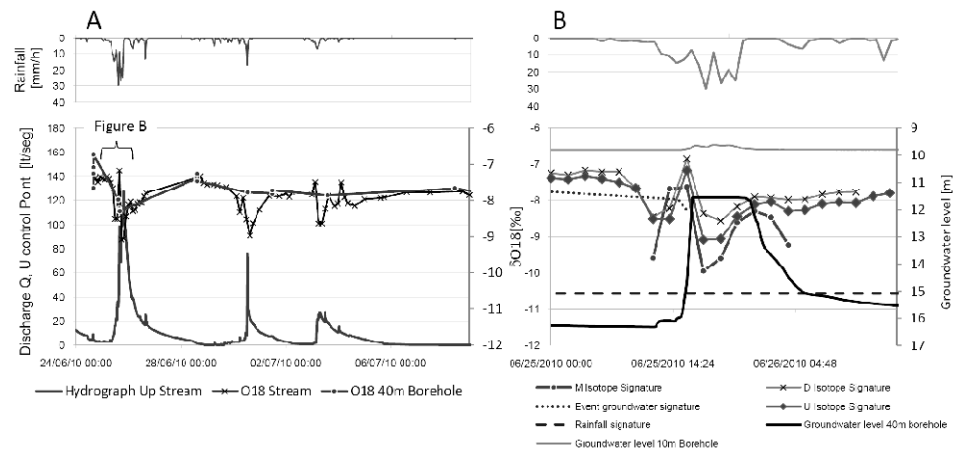 A
B
Rainfall
[mm/h]
0
10
20
30
40
0
10
20
30
40
Figure B
Discharge Q, U control Point [lt/seg]
180
160
140
120
100
80
60
40
20
0
-6
-7
-8
-9
-10
-11
-12
δO18[‰]
-6
-7
-8
-9
-10
-11
-12
9
10
11
12
13
14
15
16
17
Groundwater level [m]
24/06/10 00:00
28/06/10 00:00
02/07/10 00:00
06/07/10 00:00
06/25/2010 00:00
06/25/2010 14:24
06/26/2010 04:48
Hydrograph Up Stream
O18 Stream
O18 40m Borehole
M Isotope Signature
D Isotope Signature
Event groundwater signature
U Isotope Signature
Rainfall signature
Groundwater level 40m borehole
Groundwater level 10m Borehole